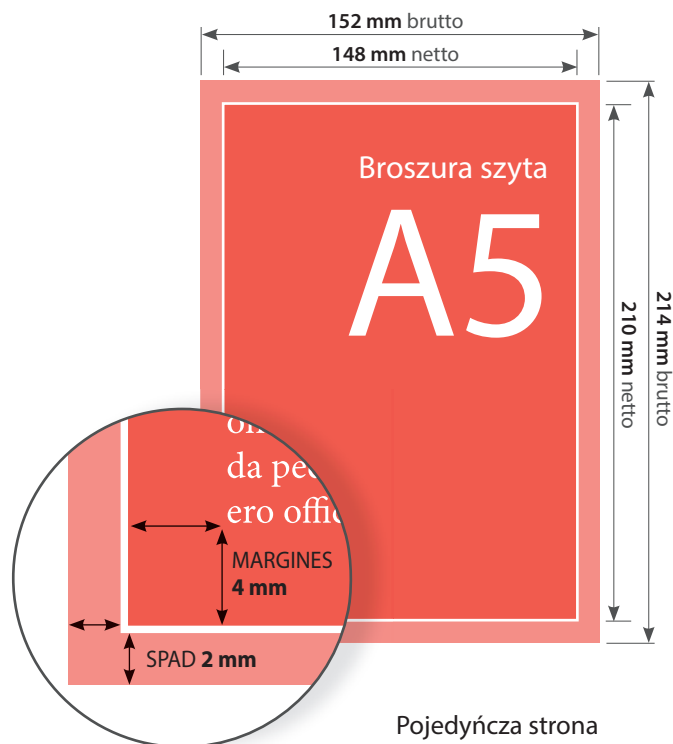 152 mm brutto
148 mm netto
Broszura szyta
A5
210 mm netto
214 mm brutto
da pe
ero offic
MARGINES
4 mm
SPAD 2 mm
Pojedyńcza strona